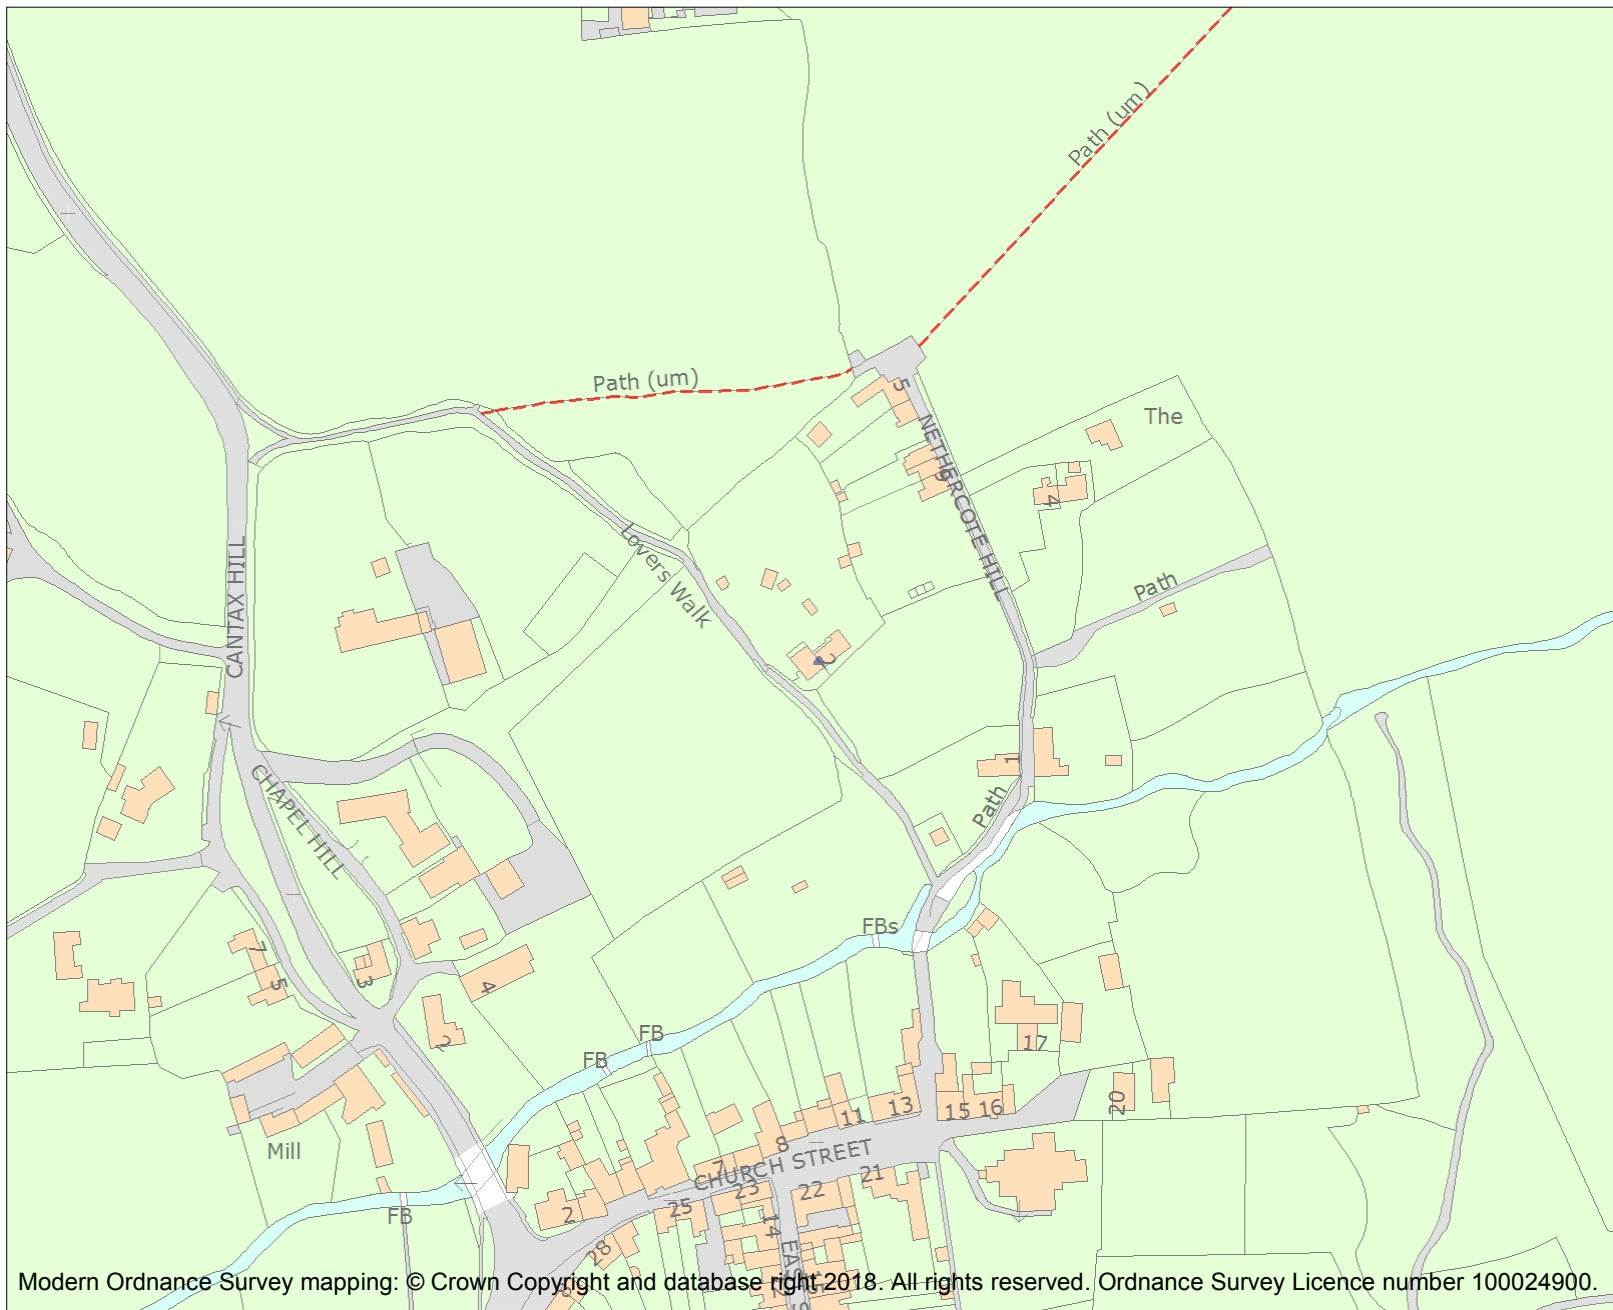 Path (um)
Path (um)
5
The
NETHERCOTE HILL
9
4
Lovers Walk
CANTAX HILL
Path
2
1
CHAPEL HILL
Path
FBs
7
5
3
4
2
FB
FB
17
20
11
13
15
16
8
Mill
7
CHURCH STREET
21
23
22
25
2
14
FB
28
Modern Ordnance Survey mapping: © Crown Copyright and database right 2018. All rights reserved. Ordnance Survey Licence number 100024900.